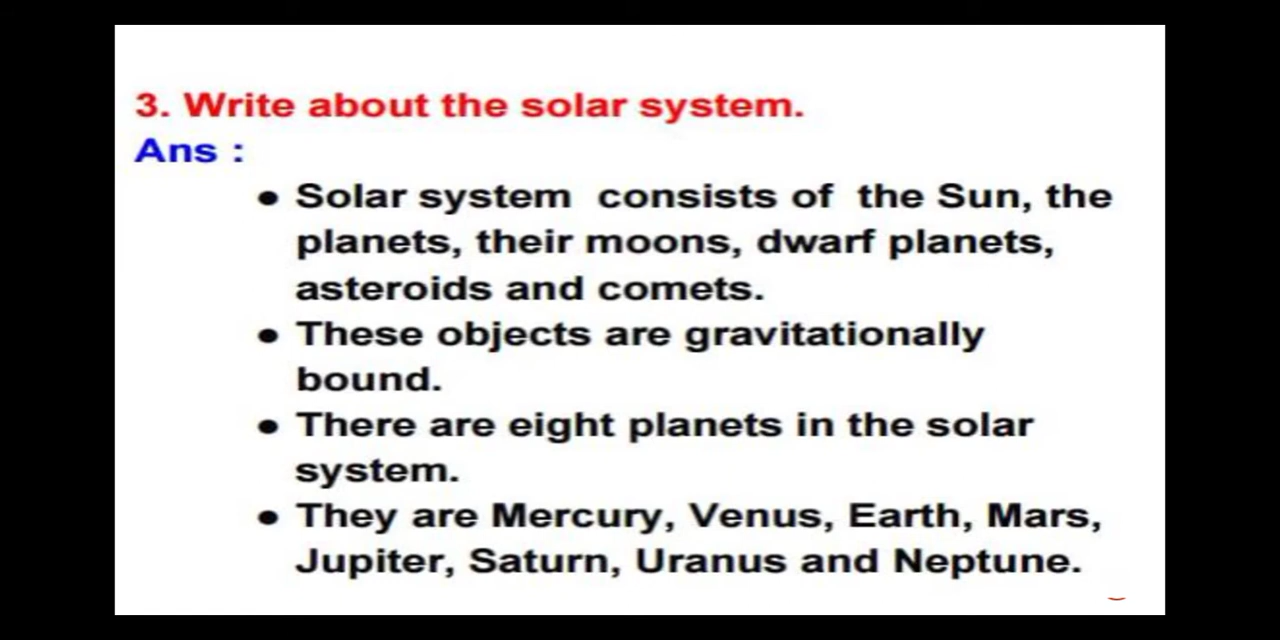 3. Write about the solar system.
Ans :
● Solar system consists of the Sun, the
planets, their moons, dwarf planets,
asteroids and comets.
● These objects are gravitationally
bound.
● There are eight planets in the solar
system.
● They are Mercury, Venus, Earth, Mars,
Jupiter, Saturn, Uranus and Neptune.